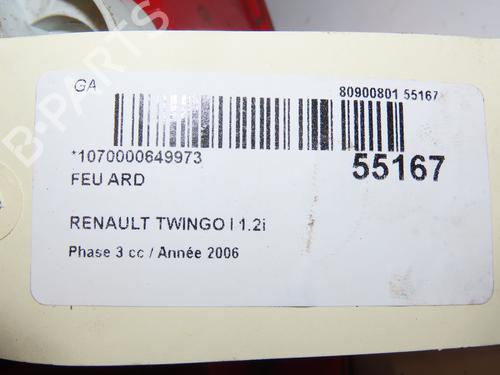 GA
80900801 55167
*1070000649973
55167
FEU ARD
RENAULT TWINGO I 1.2i
Phase 3 cc / Année 2006
B-PARTS